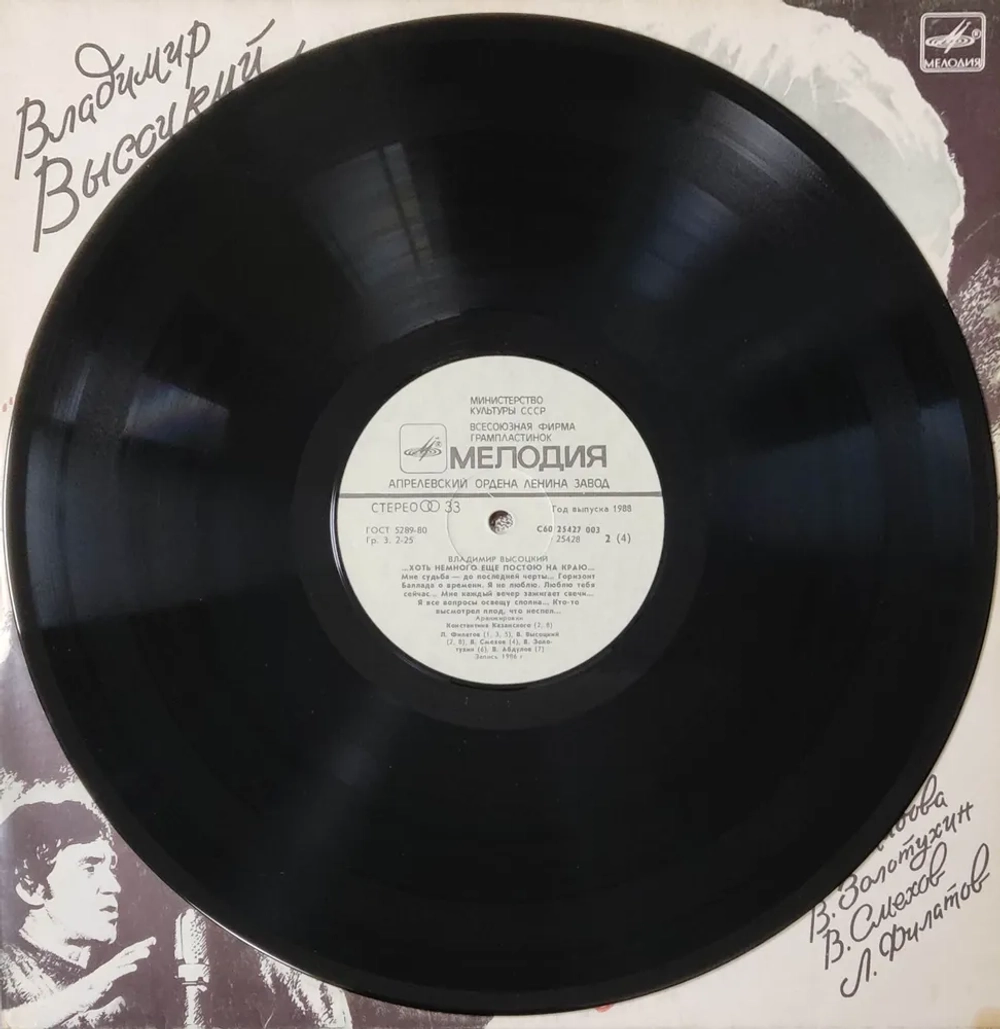 Владимир
Высоцкий
МЕЛОДИЯ
МИНИСТЕРСТВО
КУЛЬТУРЫ СССР
ВСЕСОЮЗНАЯ ФИРМА
ГРАМПЛАСТИНОК
МЕЛОДИЯ
АПРЕЛЕВСКИЙ ОРДЕНА ЛЕНИНА ЗАВОД
СТЕРЕО 33
Год выпуска 1988
ГОСТ 5289-80
Гр. 3. 2-25
С60 25427 003
25428
2 (4)
ВЛАДИМИР ВЫСОЦКИЙ
...ХОТЬ НЕМНОГО ЕЩЕ ПОСТОЮ НА КРАЮ...
Мне судьба — до последней черты... Горизонт
Баллада о времени. Я не люблю. Люблю тебя
сейчас... Мне каждый вечер зажигает свечи...
Я все вопросы освещу сполна... Кто-то
высмотрел плод, что неспел...
Аранжировки
Константина Казанского (2, 8)
Л. Филатов (1, 3, 5), В. Высоцкий
(2, 8), В. Смехов (4), В. Золо-
тухин (6), В. Абдулов (7)
Запись 1986 г
В. Золотухин
В. Смехов
Л. Филатов